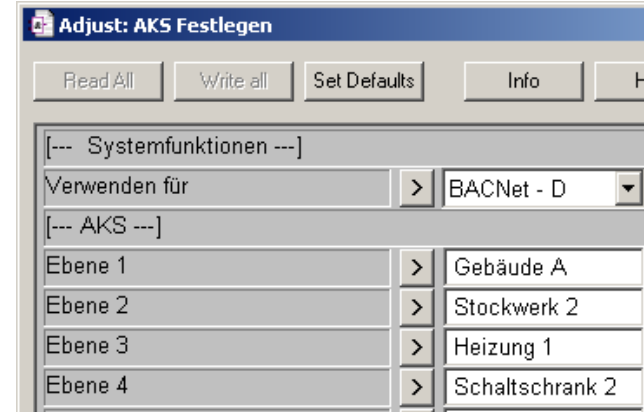 Adjust: AKS Festlegen
Read All Write all Set Defaults Info
[--- Systemfunktionen ---]
Verwenden für > BACNet - D
[--- AKS ---]
Ebene 1 > Gebäude A
Ebene 2 > Stockwerk 2
Ebene 3 > Heizung 1
Ebene 4 > Schaltschrank 2